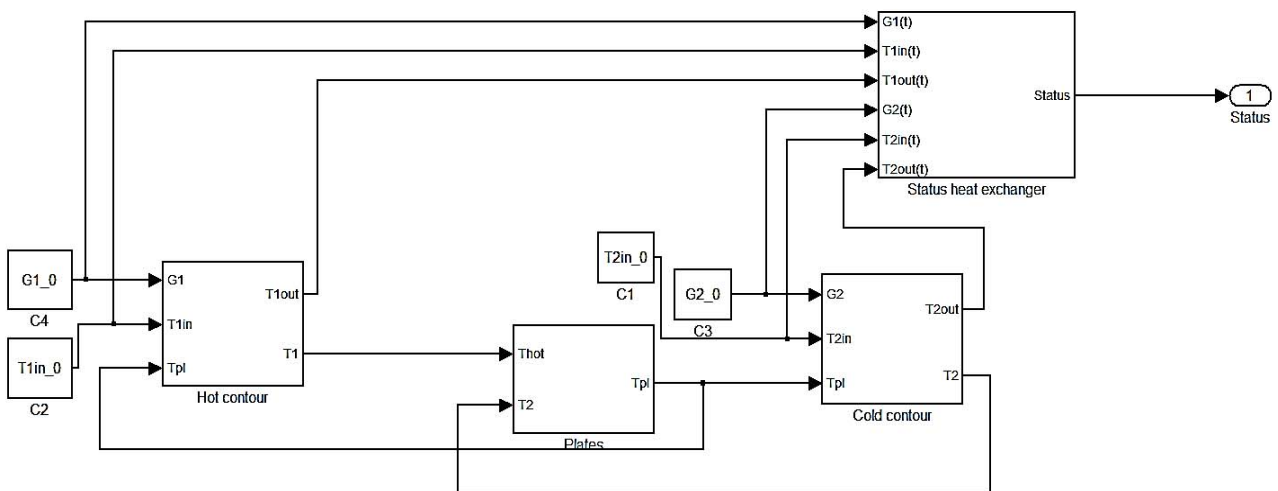 G1(t)
T1in(t)
T1out(t)
G2(t)
T2in(t)
T2out(t)
Status
Status heat exchanger
1
Status
G1_0
C4
T1in_0
C2
G1
T1in
Tpl
T1out
T1
Hot contour
T2in_0
C1
G2_0
C3
Thot
T2
Tpl
Plates
G2
T2in
Tpl
T2out
T2
Cold contour